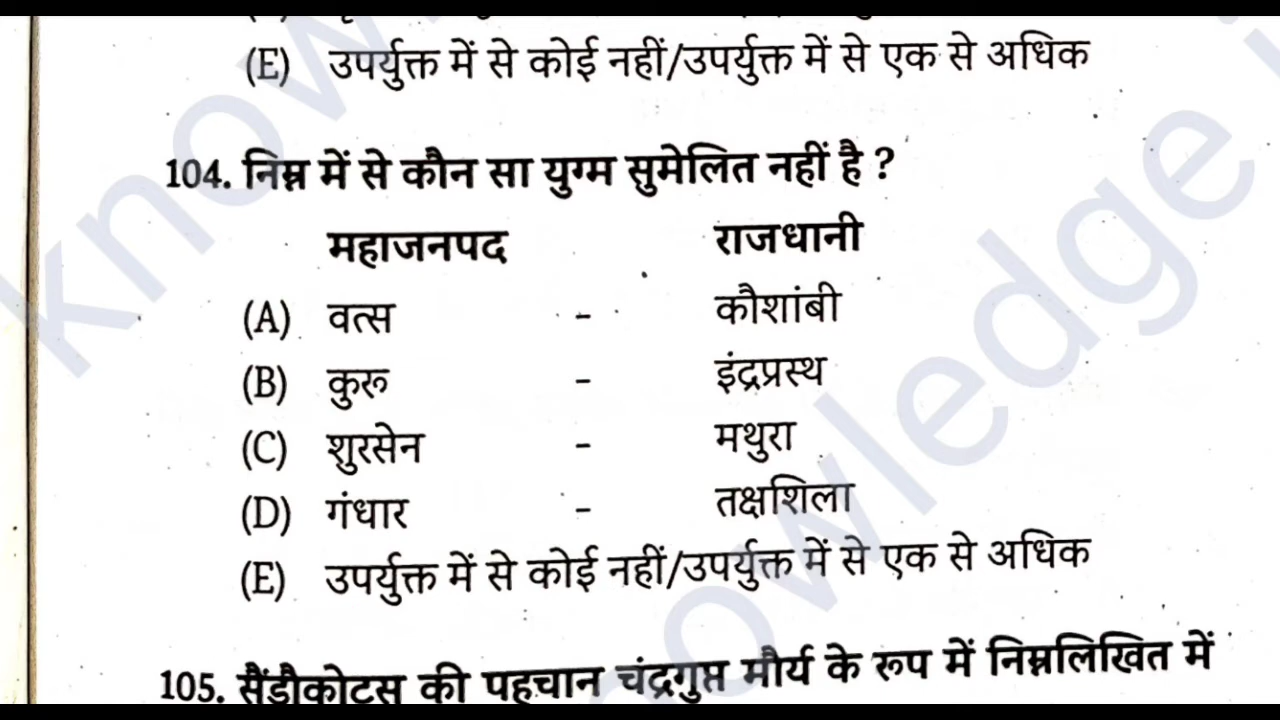 (E) उपर्युक्त में से कोई नहीं/उपर्युक्त में से एक से अधिक
104. निम्न में से कौन सा युग्म सुमेलित नहीं है ?
महाजनपद - राजधानी
(A) वत्स - कौशांबी
(B) कुरू - इंद्रप्रस्थ
(C) शुरसेन - मथुरा
(D) गंधार - तक्षशिला
(E) उपर्युक्त में से कोई नहीं/उपर्युक्त में से एक से अधिक
105. सैंड्रौकोटस की पहचान चंद्रगुप्त मौर्य के रूप में निम्नलिखित में
knowledge